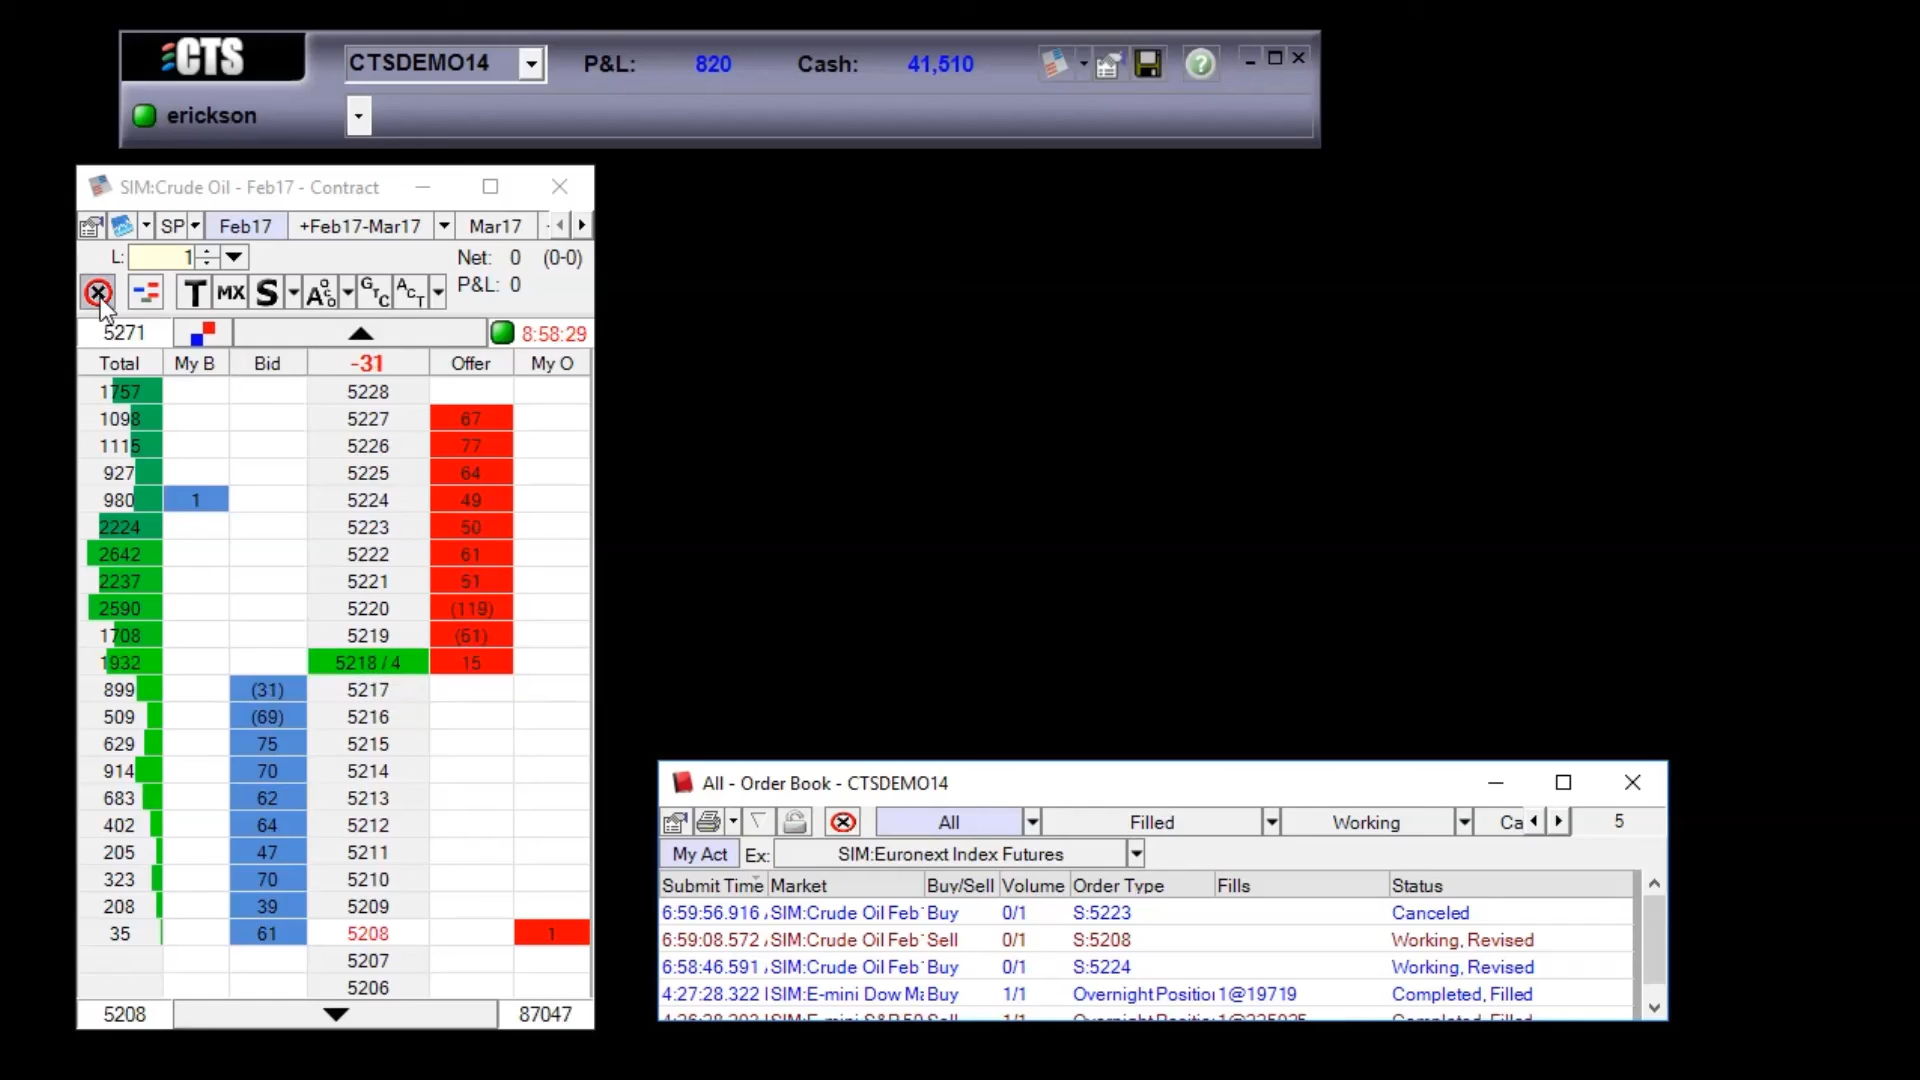 CTS CTSDEMO14 P&L: 820 Cash: 41,510
erickson
SIM:Crude Oil - Feb17 - Contract
SP Feb17 +Feb17-Mar17 Mar17
L: 1 Net: 0 (0-0)
T MX S GTC ACT P&L: 0
5271 8:58:29
Total My B Bid -31 Offer My O
1757 5228
1098 5227 67
1115 5226 77
927 5225 64
980 1 5224 49
2224 5223 50
2642 5222 61
2237 5221 51
2590 5220 (119)
1708 5219 (61)
1932 5218 / 4 15
899 (31) 5217
509 (69) 5216
629 75 5215
914 70 5214
683 62 5213
402 64 5212
205 47 5211
323 70 5210
208 39 5209
35 61 5208 1
5207
5206
5208 87047
All - Order Book - CTSDEMO14
All Filled Working Ca 5
My Act Ex: SIM:Euronext Index Futures
Submit Time Market Buy/Sell Volume Order Type Fills Status
6:59:56.916 SIM:Crude Oil Feb Buy 0/1 S:5223 Canceled
6:59:08.572 SIM:Crude Oil Feb Sell 0/1 S:5208 Working, Revised
6:58:46.591 SIM:Crude Oil Feb Buy 0/1 S:5224 Working, Revised
4:27:28.322 SIM:E-mini Dow Ma Buy 1/1 OvernightPositio 1@19719 Completed, Filled